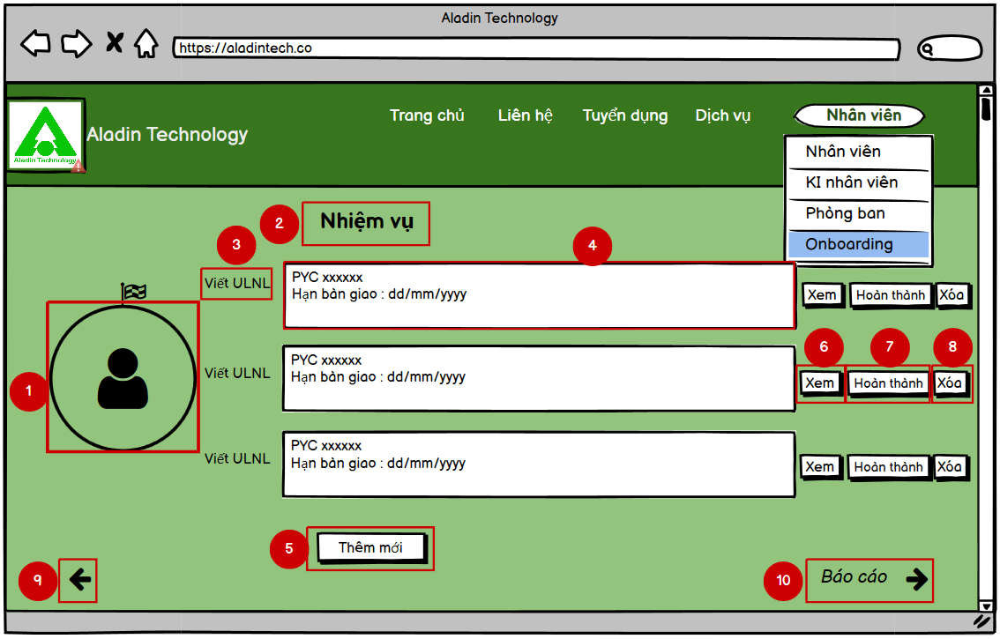 Aladin Technology
https://aladintech.co
Aladin Technology
Aladin Technology
Trang chủ
Liên hệ
Tuyển dụng
Dịch vụ
Nhân viên
Nhân viên
KI nhân viên
Phòng ban
Onboarding
2
Nhiệm vụ
3
4
Viết ULNL
PYC xxxxxx
Hạn bàn giao : dd/mm/yyyy
Xem
Hoàn thành
Xóa
6
7
8
1
Viết ULNL
PYC xxxxxx
Hạn bàn giao : dd/mm/yyyy
Xem
Hoàn thành
Xóa
Viết ULNL
PYC xxxxxx
Hạn bàn giao : dd/mm/yyyy
Xem
Hoàn thành
Xóa
5
Thêm mới
9
10
Báo cáo